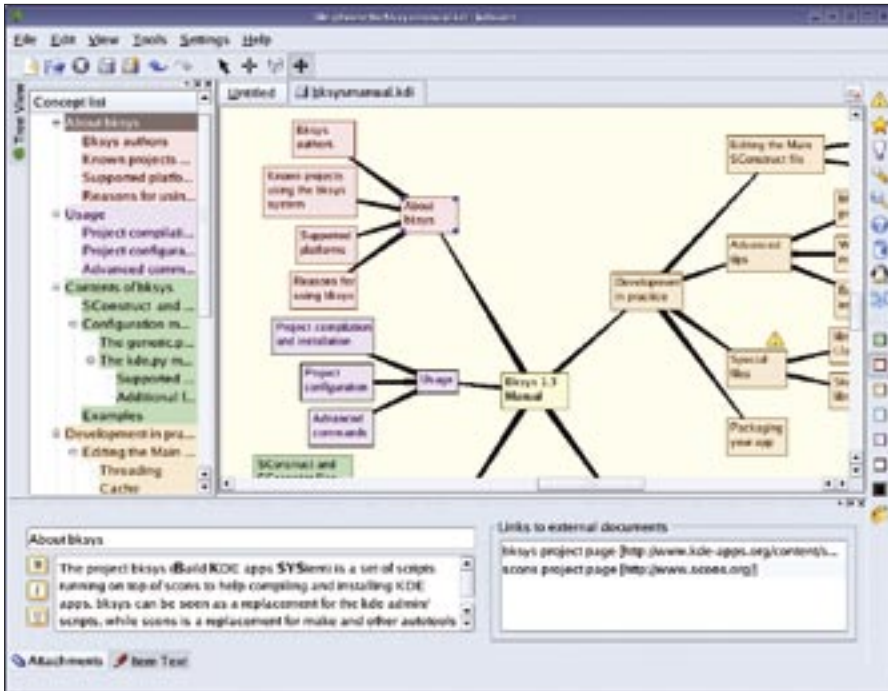 File Edit View Tools Settings Help
Tree View
Concept list
About bksys
Bksys authors
Known projects ...
Supported platfo...
Reasons for usin...
Usage
Project compilati...
Project configura...
Advanced comm...
Contents of bksys
SConstruct and ...
Configuration m...
The generic.p...
The kde.py m...
Supported ...
Additional f...
Examples
Development in pra...
Editing the Main ...
Threading
Cache
Untitled
bksysmanual.kdi
Bksys
authors
Known projects
using the bksys
system
Supported
platforms
Reasons for
using bksys
About
bksys
Project compilation
and installation
Project
configuration
Advanced
commands
Usage
Bksys 1.3
Manual
SConstruct and
Development
in practice
Editing the Main
SConstruct file
Advanced
tips
Special
files
Packaging
your app
About bksys
The project bksys (Build KDE apps SYStem) is a set of scripts
running on top of scons to help compiling and installing KDE
apps. bksys can be seen as a replacement for the kde admin/
scripts, while scons is a replacement for make and other autotools
Links to external documents
bksys project page [http://www.kde-apps.org/content/s...
scons project page [http://www.scons.org/]
Attachments
Item Text